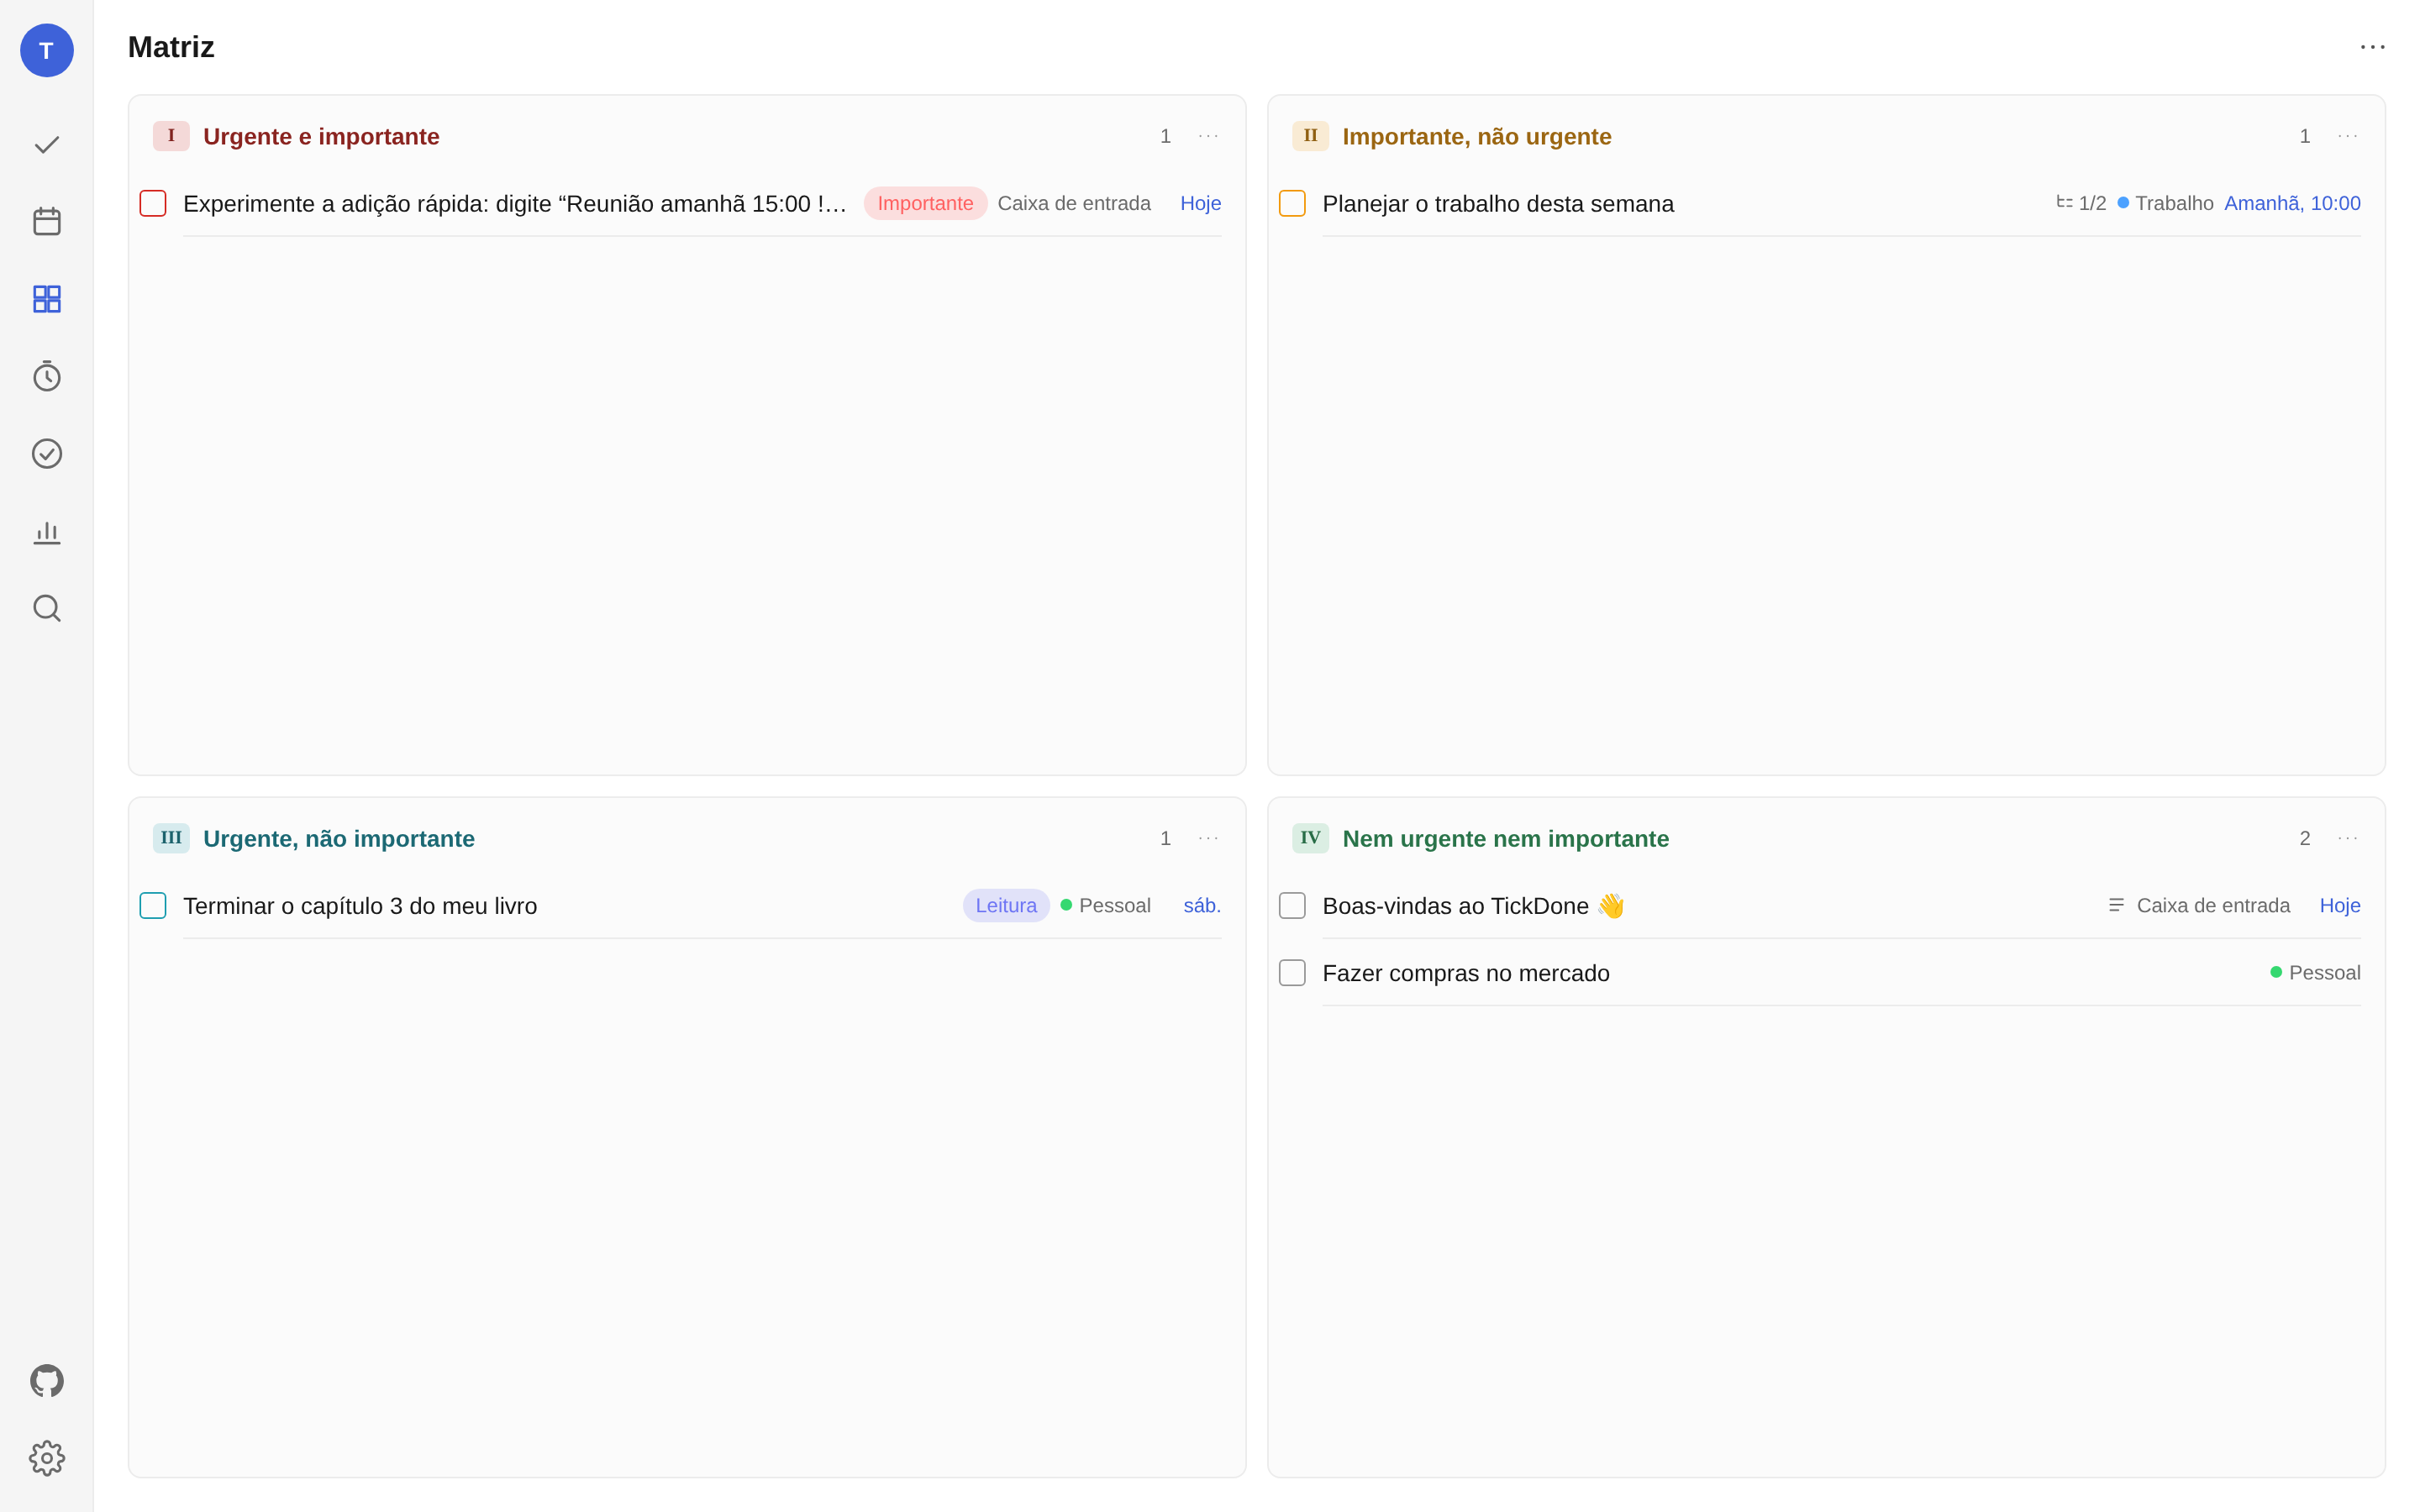 T
Matriz
I Urgente e importante 1
Experimente a adição rápida: digite “Reunião amanhã 15:00 !… Importante Caixa de entrada Hoje
II Importante, não urgente 1
Planejar o trabalho desta semana 1/2 Trabalho Amanhã, 10:00
III Urgente, não importante 1
Terminar o capítulo 3 do meu livro Leitura Pessoal sáb.
IV Nem urgente nem importante 2
Boas-vindas ao TickDone 👋 Caixa de entrada Hoje
Fazer compras no mercado Pessoal